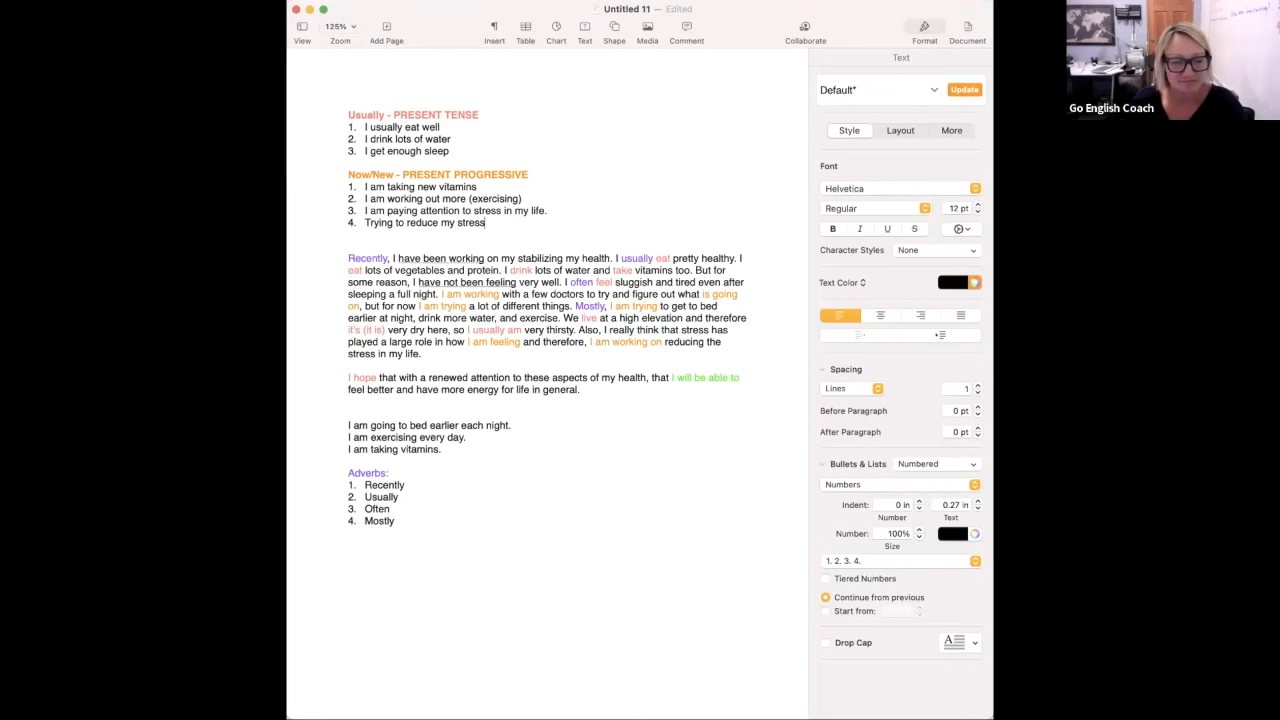 Untitled 11 — Edited
125%
View
Zoom
Add Page
Insert
Table
Chart
Text
Shape
Media
Comment
Collaborate
Format
Document
Go English Coach
Usually - PRESENT TENSE
1. I usually eat well
2. I drink lots of water
3. I get enough sleep
Now/New - PRESENT PROGRESSIVE
1. I am taking new vitamins
2. I am working out more (exercising)
3. I am paying attention to stress in my life.
4. Trying to reduce my stress
Recently, I have been working on my stabilizing my health. I usually eat pretty healthy. I
eat lots of vegetables and protein. I drink lots of water and take vitamins too. But for
some reason, I have not been feeling very well. I often feel sluggish and tired even after
sleeping a full night. I am working with a few doctors to try and figure out what is going
on, but for now I am trying a lot of different things. Mostly, I am trying to get to bed
earlier at night, drink more water, and exercise. We live at a high elevation and therefore
it's (it is) very dry here, so I usually am very thirsty. Also, I really think that stress has
played a large role in how I am feeling and therefore, I am working on reducing the
stress in my life.
I hope that with a renewed attention to these aspects of my health, that I will be able to
feel better and have more energy for life in general.
I am going to bed earlier each night.
I am exercising every day.
I am taking vitamins.
Adverbs:
1. Recently
2. Usually
3. Often
4. Mostly
Text
Default*
Update
Style
Layout
More
Font
Helvetica
Regular
12 pt
B I U S
Character Styles
None
Text Color
Spacing
Lines
1
Before Paragraph
0 pt
After Paragraph
0 pt
Bullets & Lists
Numbered
Numbers
Indent:
0 in
0.27 in
Number
Text
Number:
100%
Size
1. 2. 3. 4.
Tiered Numbers
Continue from previous
Start from:
Drop Cap
A